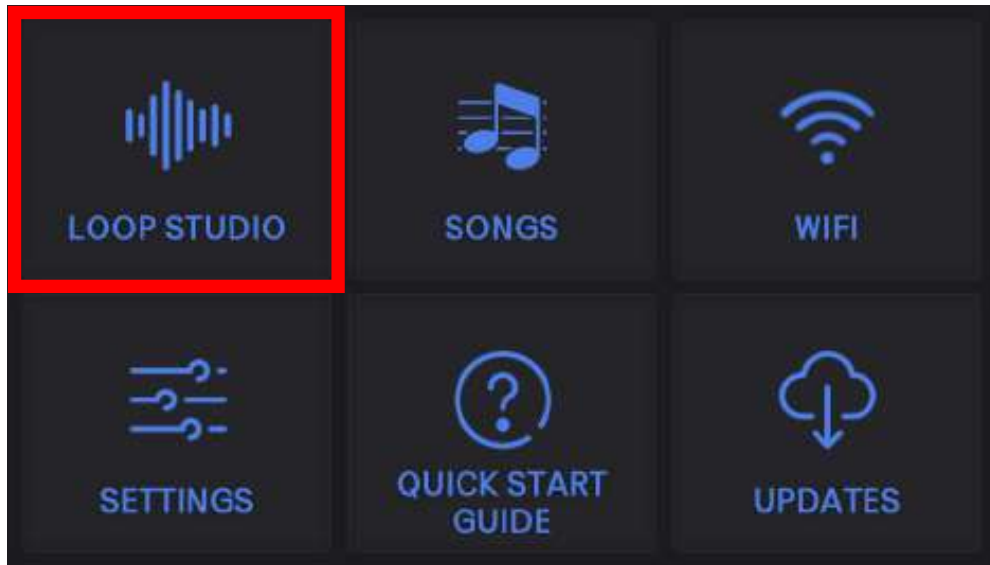 LOOP STUDIO
SONGS
WIFI
SETTINGS
QUICK START
GUIDE
UPDATES